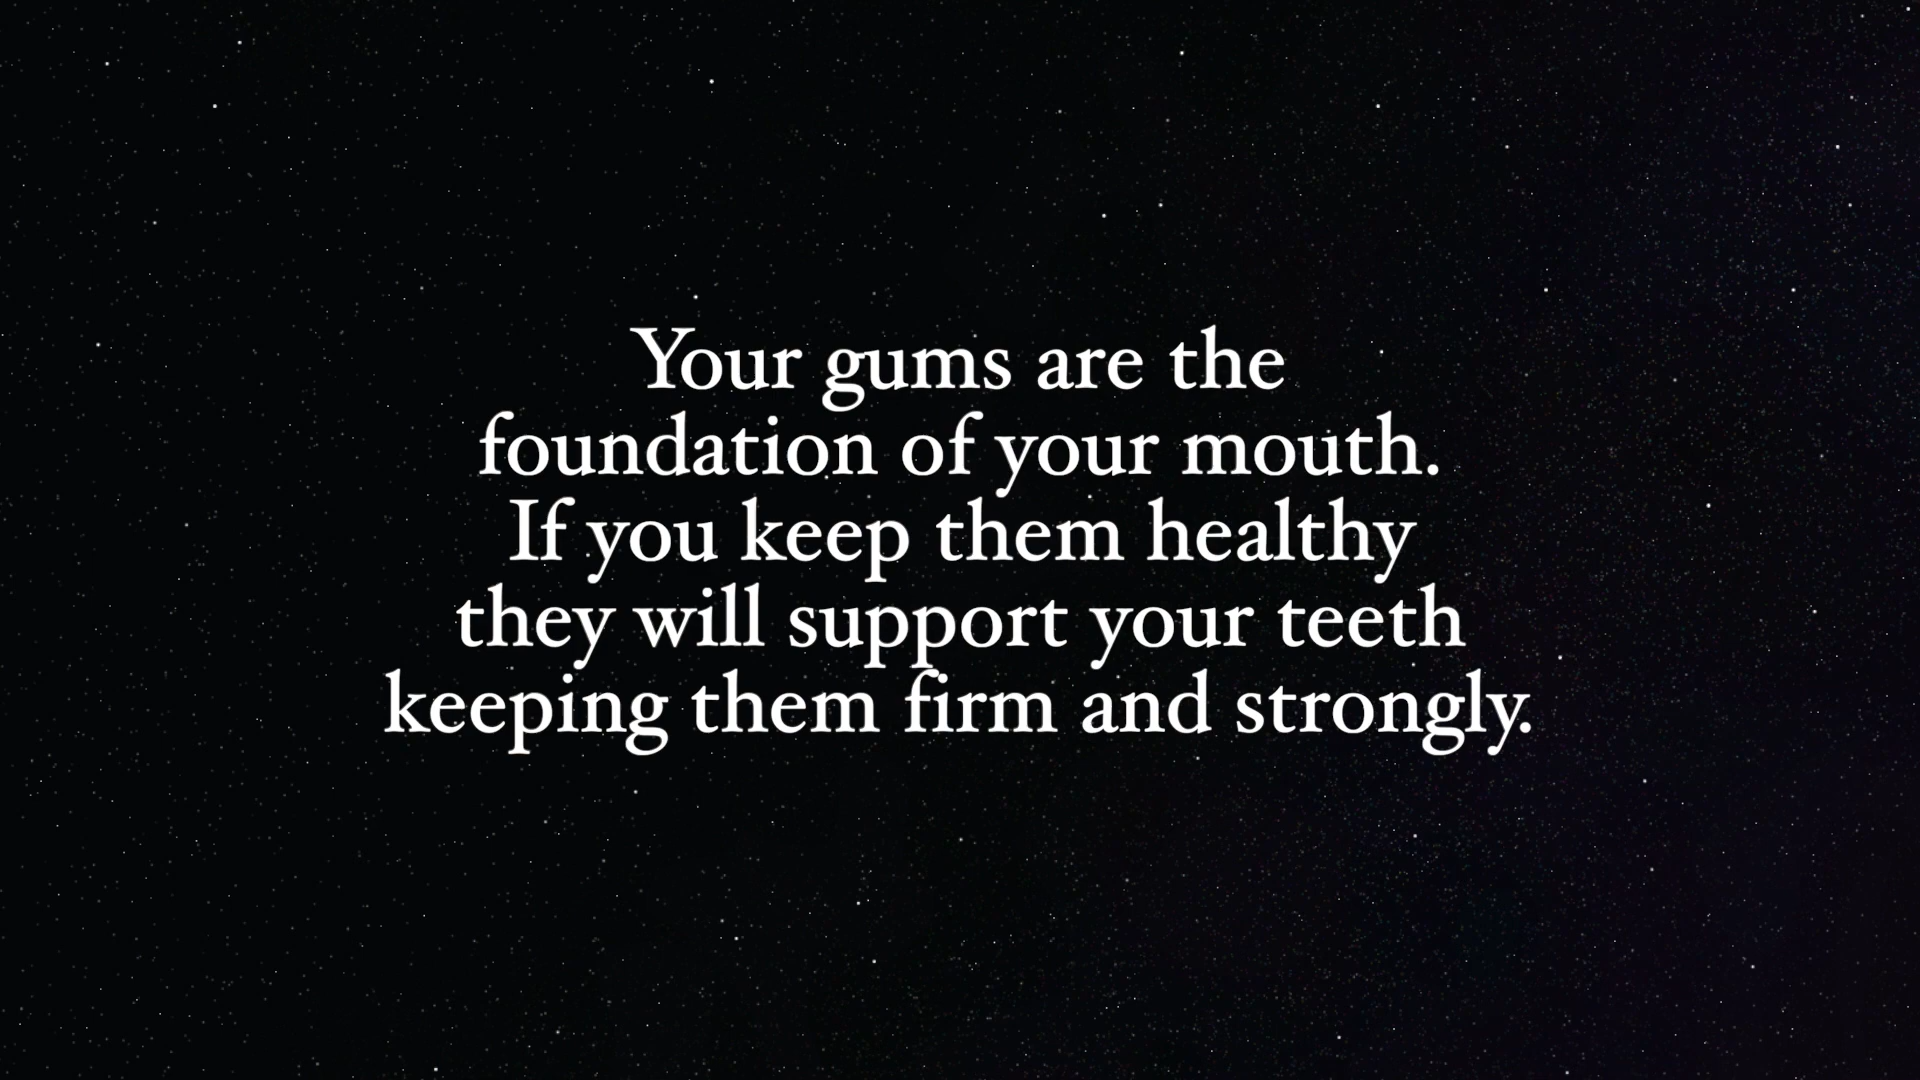 Your gums are the
foundation of your mouth.
If you keep them healthy
they will support your teeth
keeping them firm and strongly.